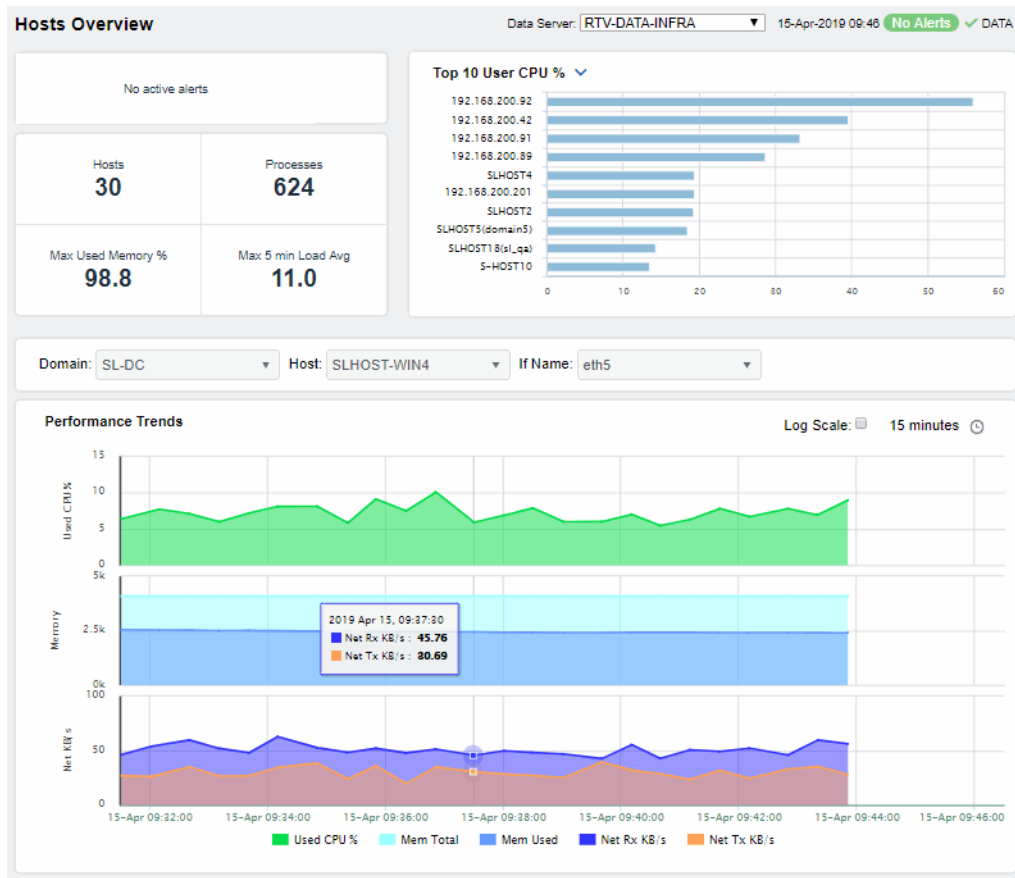 Hosts Overview
Data Server: RTV-DATA-INFRA 15-Apr-2019 09:46 No Alerts DATA
No active alerts
Hosts
30
Processes
624
Max Used Memory %
98.8
Max 5 min Load Avg
11.0
Top 10 User CPU %
192.168.200.92
192.168.200.42
192.168.200.91
192.168.200.89
SLHOST4
192.168.200.201
SLHOST2
SLHOST5(domain5)
SLHOST18(sl_qa)
S-HOST10
0 10 20 30 40 50 60
Domain: SL-DC Host: SLHOST-WIN4 If Name: eth5
Performance Trends
Log Scale: 15 minutes
Used CPU%
15
10
5
0
Memory
5k
2.5k
0k
2019 Apr 15, 09:37:30
Net Rx KB/s : 45.76
Net Tx KB/s : 30.69
Net KB/s
100
50
0
15-Apr 09:32:00 15-Apr 09:34:00 15-Apr 09:36:00 15-Apr 09:38:00 15-Apr 09:40:00 15-Apr 09:42:00 15-Apr 09:44:00 15-Apr 09:46:00
Used CPU% Mem Total Mem Used Net Rx KB/s Net Tx KB/s